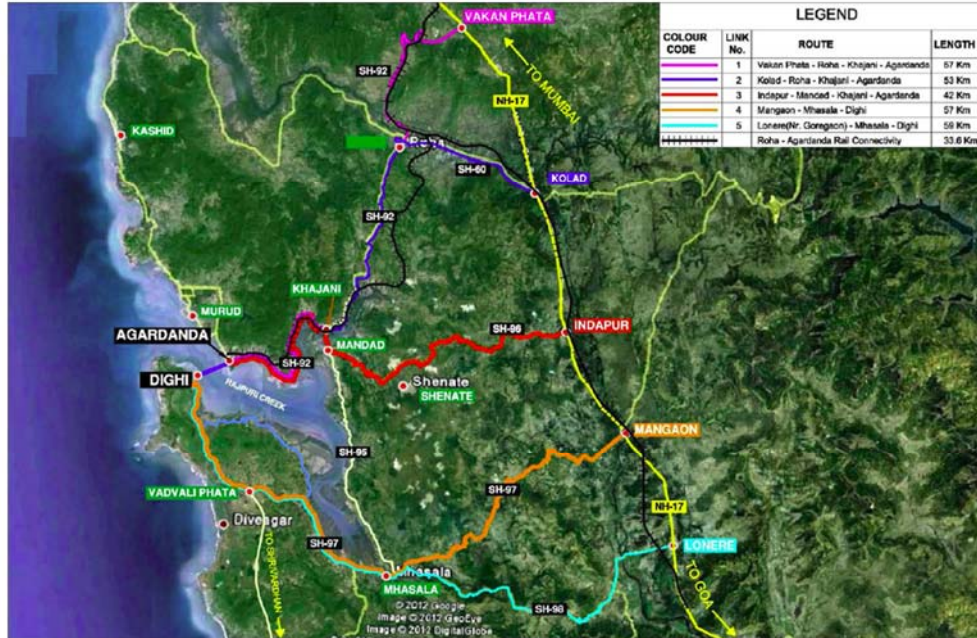 VAKAN PHATA
LEGEND
COLOUR CODE LINK No. ROUTE LENGTH
1 Vakan Phata - Roha - Khajani - Agardanda 57 Km
2 Kolad - Roha - Khajani - Agardanda 53 Km
3 Indapur - Mandad - Khajani - Agardanda 42 Km
4 Mangaon - Mhasala - Dighi 57 Km
5 Lonere(Nr. Goregaon) - Mhasala - Dighi 59 Km
Roha - Agardanda Rail Connectivity 33.6 Km
SH-92
TO MUMBAI
NH-17
KASHID
Roha
SH-60
KOLAD
SH-92
KHAJANI
MURUD
AGARDANDA
MANDAD
SH-96
INDAPUR
SH-92
DIGHI
RAJPURI CREEK
Shenate
SHENATE
MANGAON
SH-95
VADVALI PHATA
SH-97
NH-17
Diveagar
SH-97
LONERE
TO SHRIVARDHAN
Mhasala
MHASALA
TO GOA
SH-98
© 2012 Google
Image © 2012 GeoEye
Image © 2012 DigitalGlobe